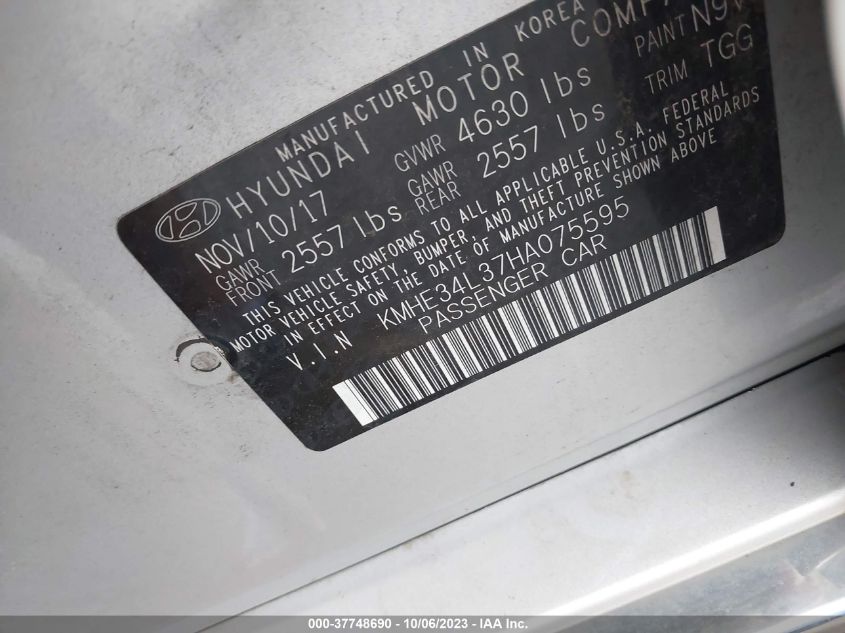 MANUFACTURED IN KOREA
HYUNDAI MOTOR
NOV/10/17 GVWR 4630 lbs PAINT
GAWR FRONT 2557 lbs GAWR REAR 2557 lbs TRIM TGG
THIS VEHICLE CONFORMS TO ALL APPLICABLE U.S.A. FEDERAL
MOTOR VEHICLE SAFETY, BUMPER, AND THEFT PREVENTION STANDARDS
IN EFFECT ON THE DATE OF MANUFACTURE SHOWN ABOVE
V.I.N KMHE34L37HA075595
PASSENGER CAR
000-37748690 - 10/06/2023 - IAA Inc.